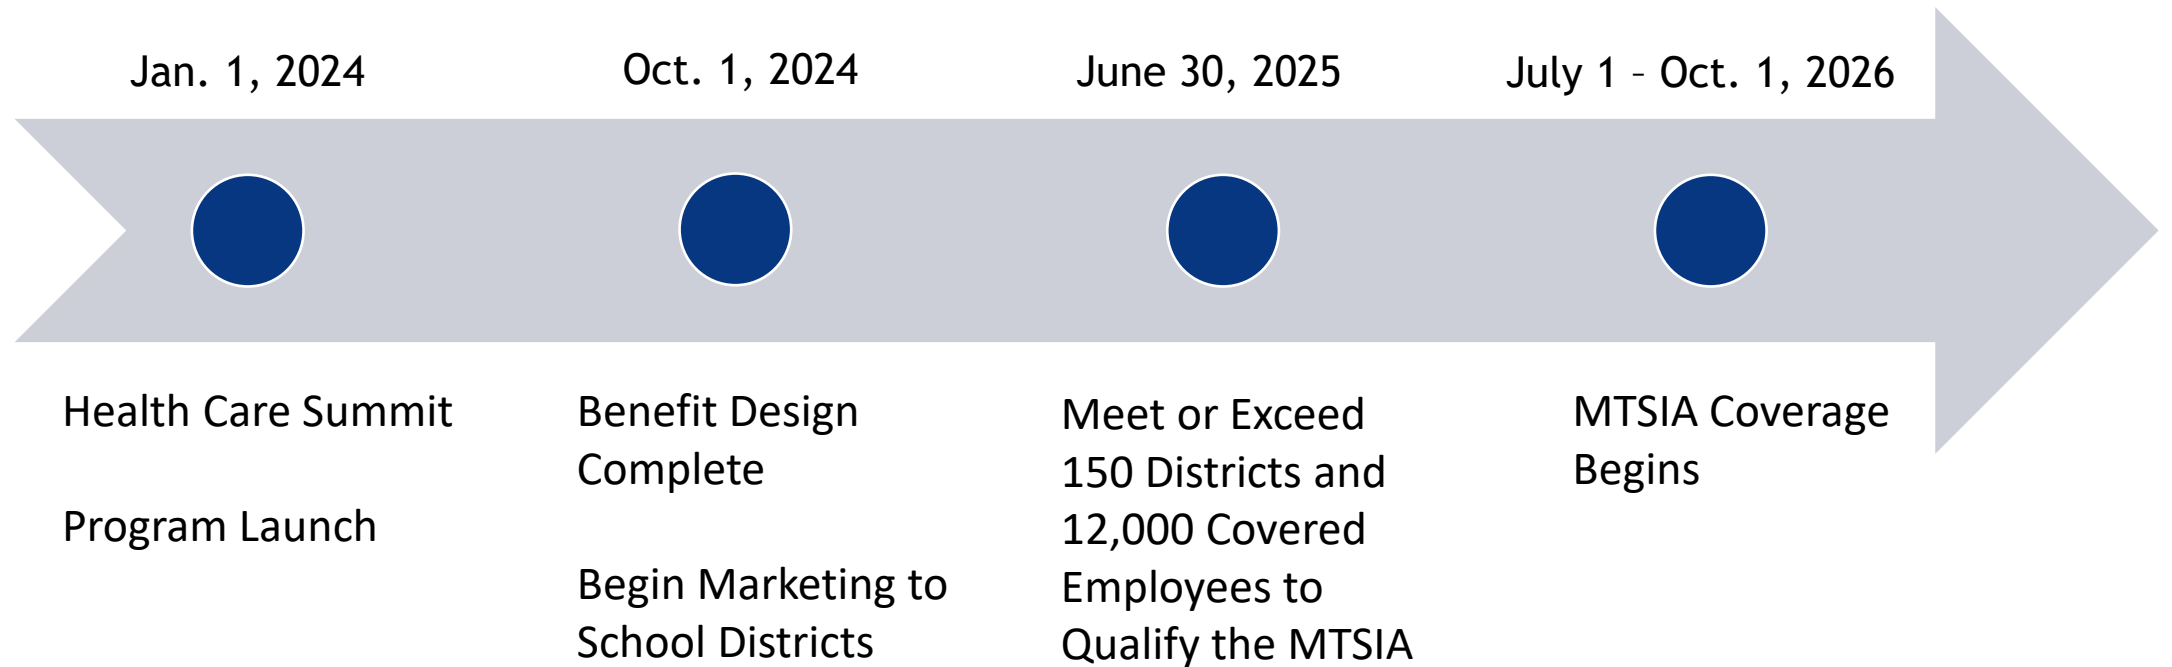 Jan. 1, 2024
Oct. 1, 2024
June 30, 2025
July 1 – Oct. 1, 2026
Health Care Summit
Program Launch
Benefit Design
Complete
Begin Marketing to
School Districts
Meet or Exceed
150 Districts and
12,000 Covered
Employees to
Qualify the MTSIA
MTSIA Coverage
Begins